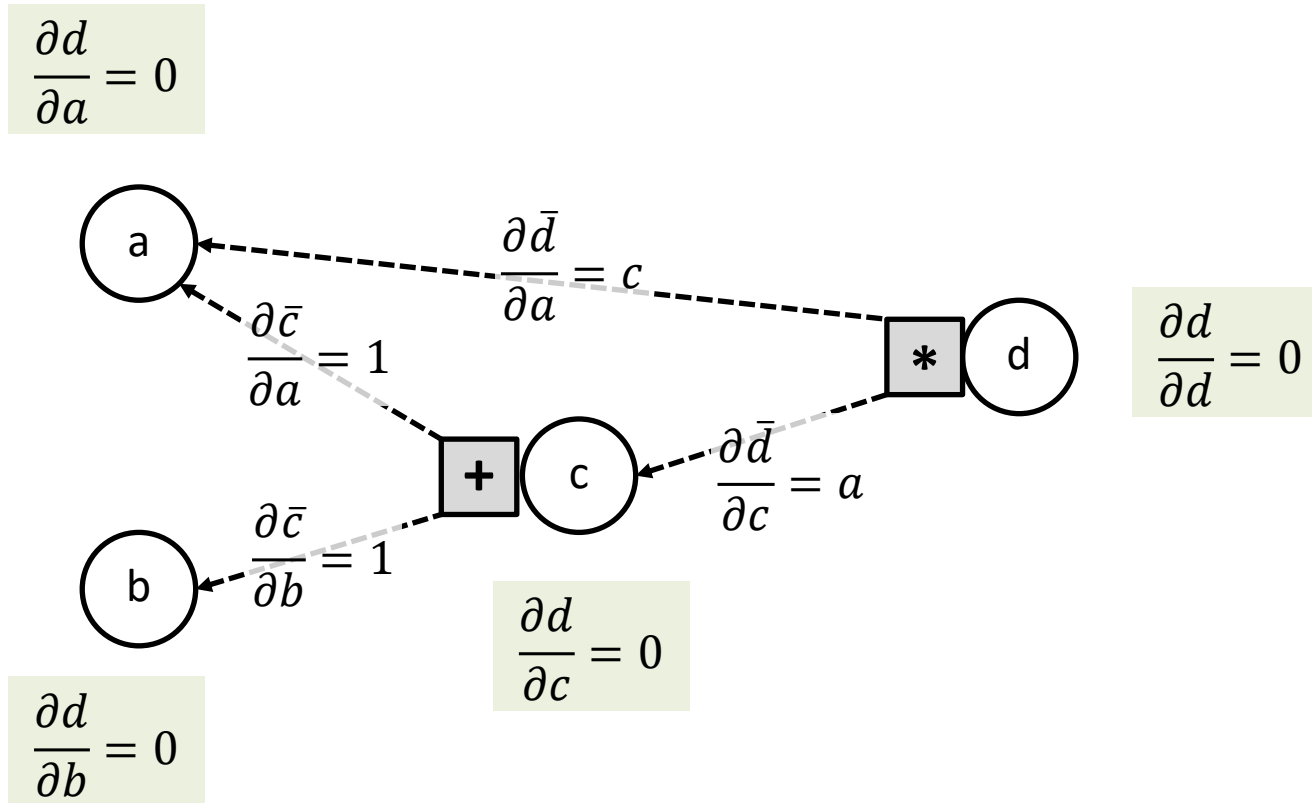 ∂d/∂a = 0
a
∂d̄/∂a = c
∂c̄/∂a = 1
*
d
∂d/∂d = 0
+
c
∂d̄/∂c = a
∂c̄/∂b = 1
b
∂d/∂c = 0
∂d/∂b = 0